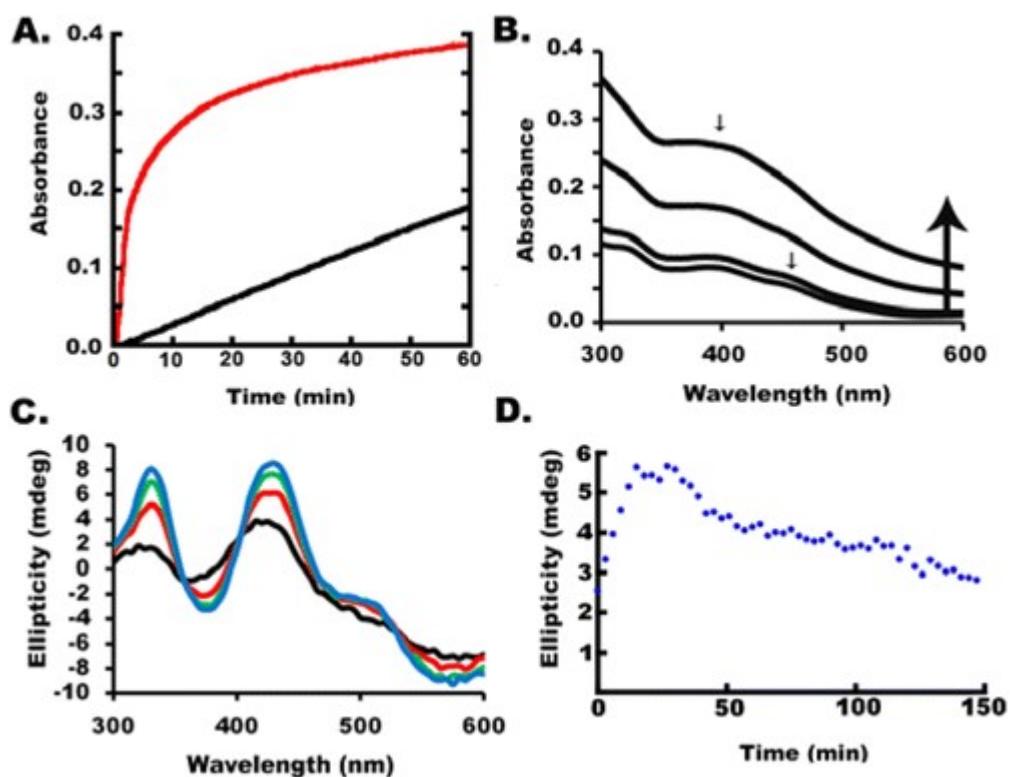 A.
0.4
0.3
0.2
0.1
0.0
Absorbance
0 10 20 30 40 50 60
Time (min)
B.
0.4
0.3
0.2
0.1
0.0
Absorbance
↓
↓
300 400 500 600
Wavelength (nm)
C.
10
8
6
4
2
0
-2
-4
-6
-8
-10
Ellipticity (mdeg)
300 400 500 600
Wavelength (nm)
D.
6
5
4
3
2
1
Ellipticity (mdeg)
0 50 100 150
Time (min)